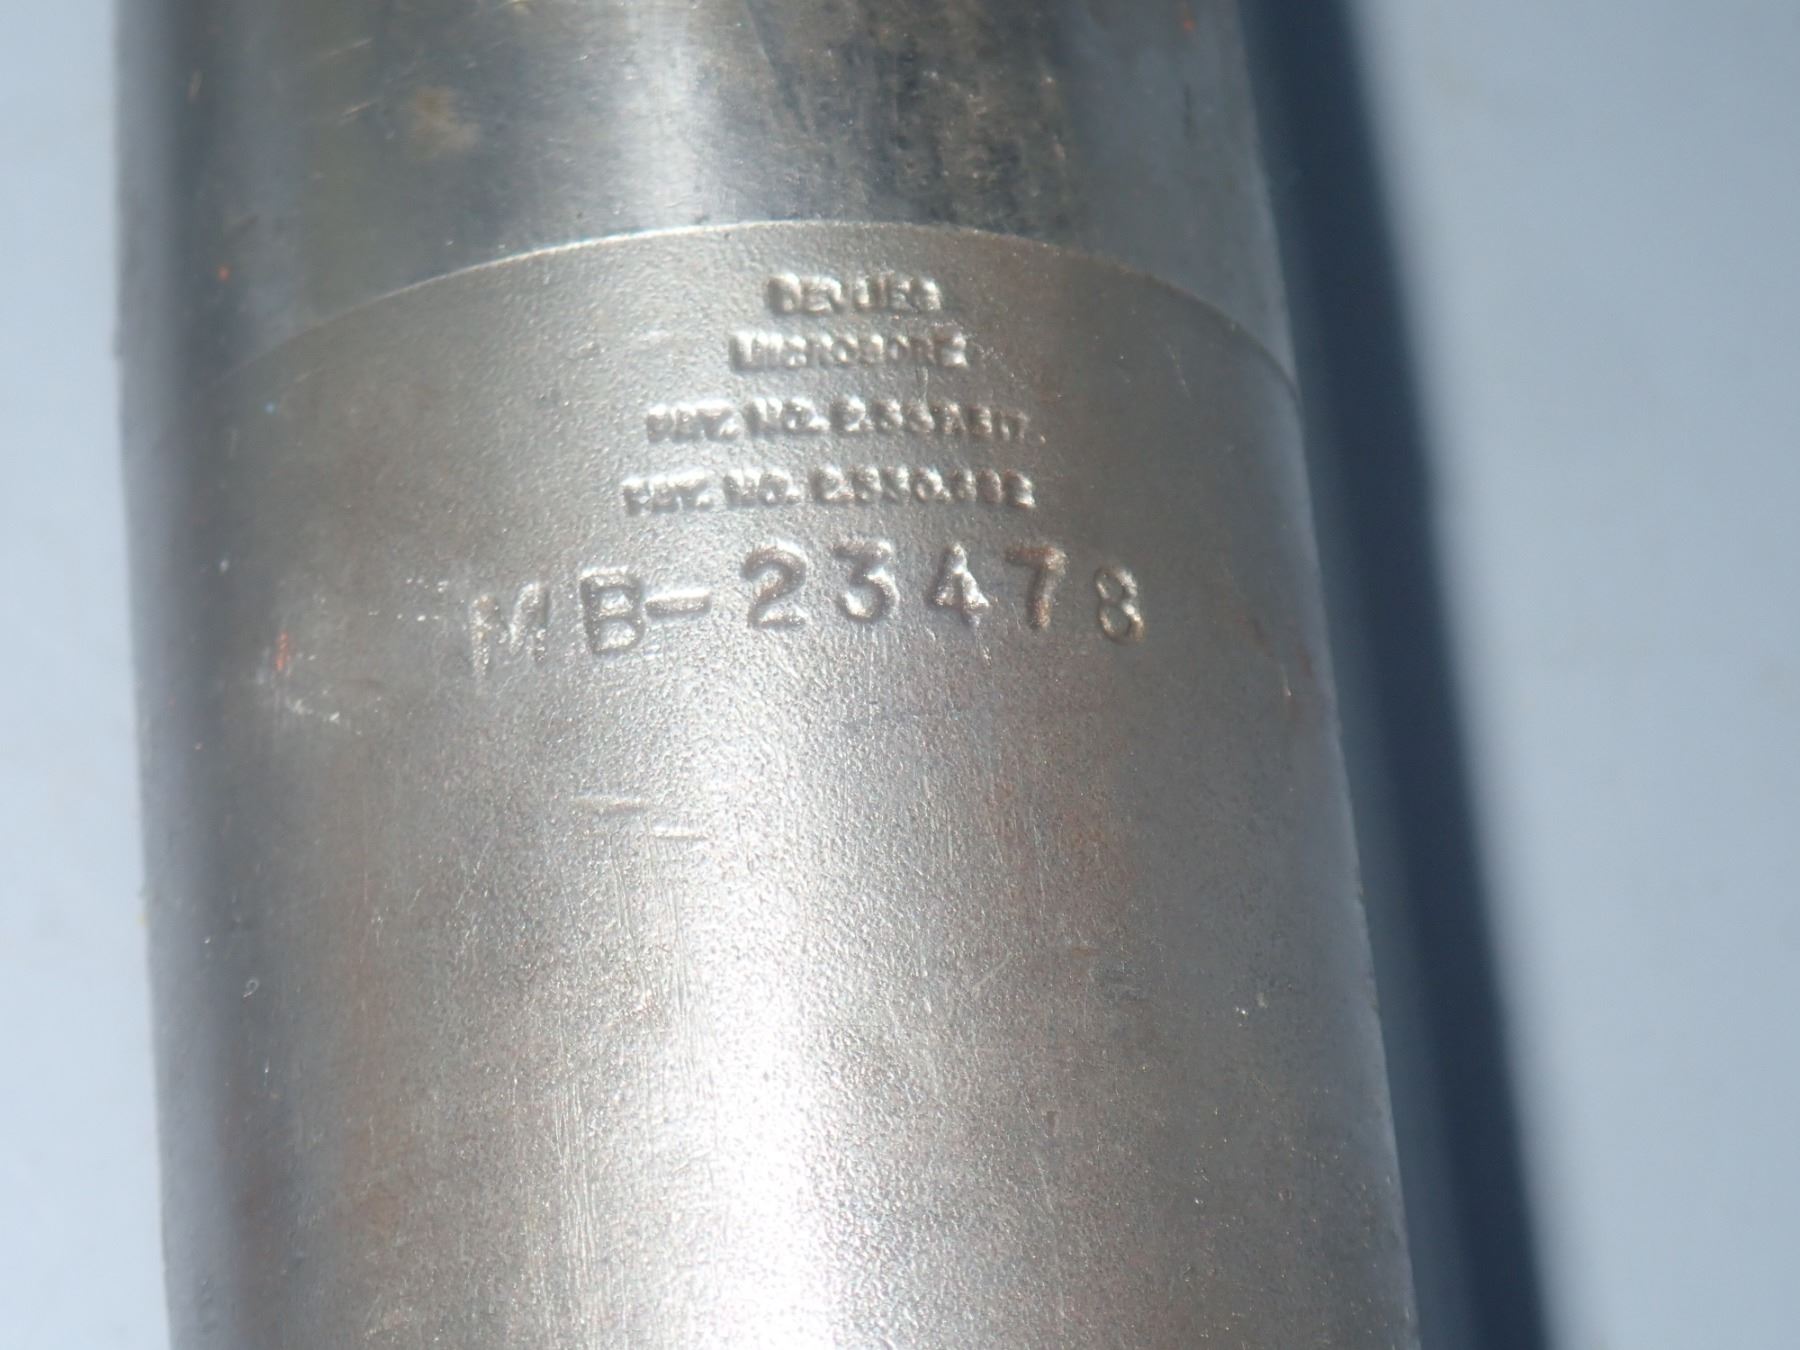 DEVLIEG
MICROBORE
PAT. NO.
PAT. NO.
MB-23478